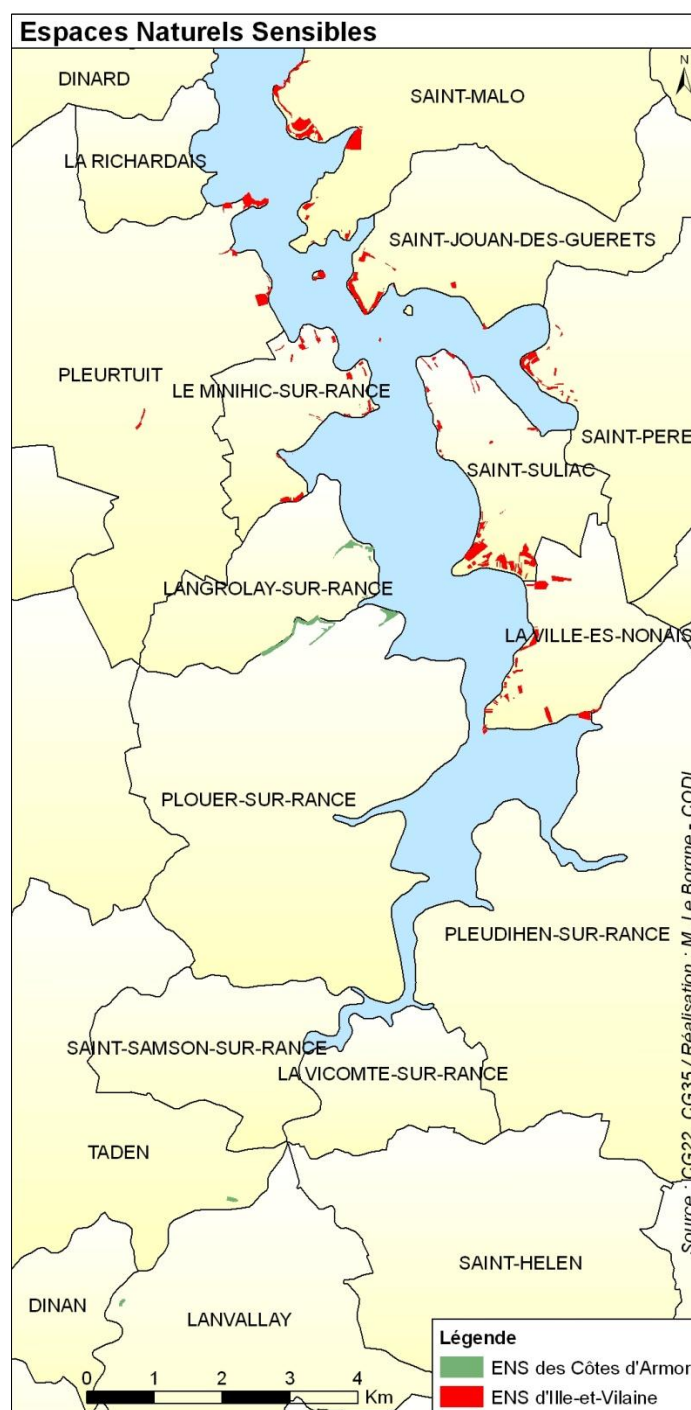 Espaces Naturels Sensibles
N
DINARD
SAINT-MALO
LA RICHARDAIS
SAINT-JOUAN-DES-GUERETS
PLEURTUIT
LE MINIHIC-SUR-RANCE
SAINT-PERE
SAINT-SULIAC
LANGROLAY-SUR-RANCE
LA VILLE-ES-NONAIS
PLOUER-SUR-RANCE
PLEUDIHEN-SUR-RANCE
SAINT-SAMSON-SUR-RANCE
LA VICOMTE-SUR-RANCE
TADEN
SAINT-HELEN
DINAN
LANVALLAY
Source : CG22, CG35 / Réalisation : M. Le Borgne - CODI
Légende
ENS des Côtes d'Armor
ENS d'Ille-et-Vilaine
0 1 2 3 4
Km